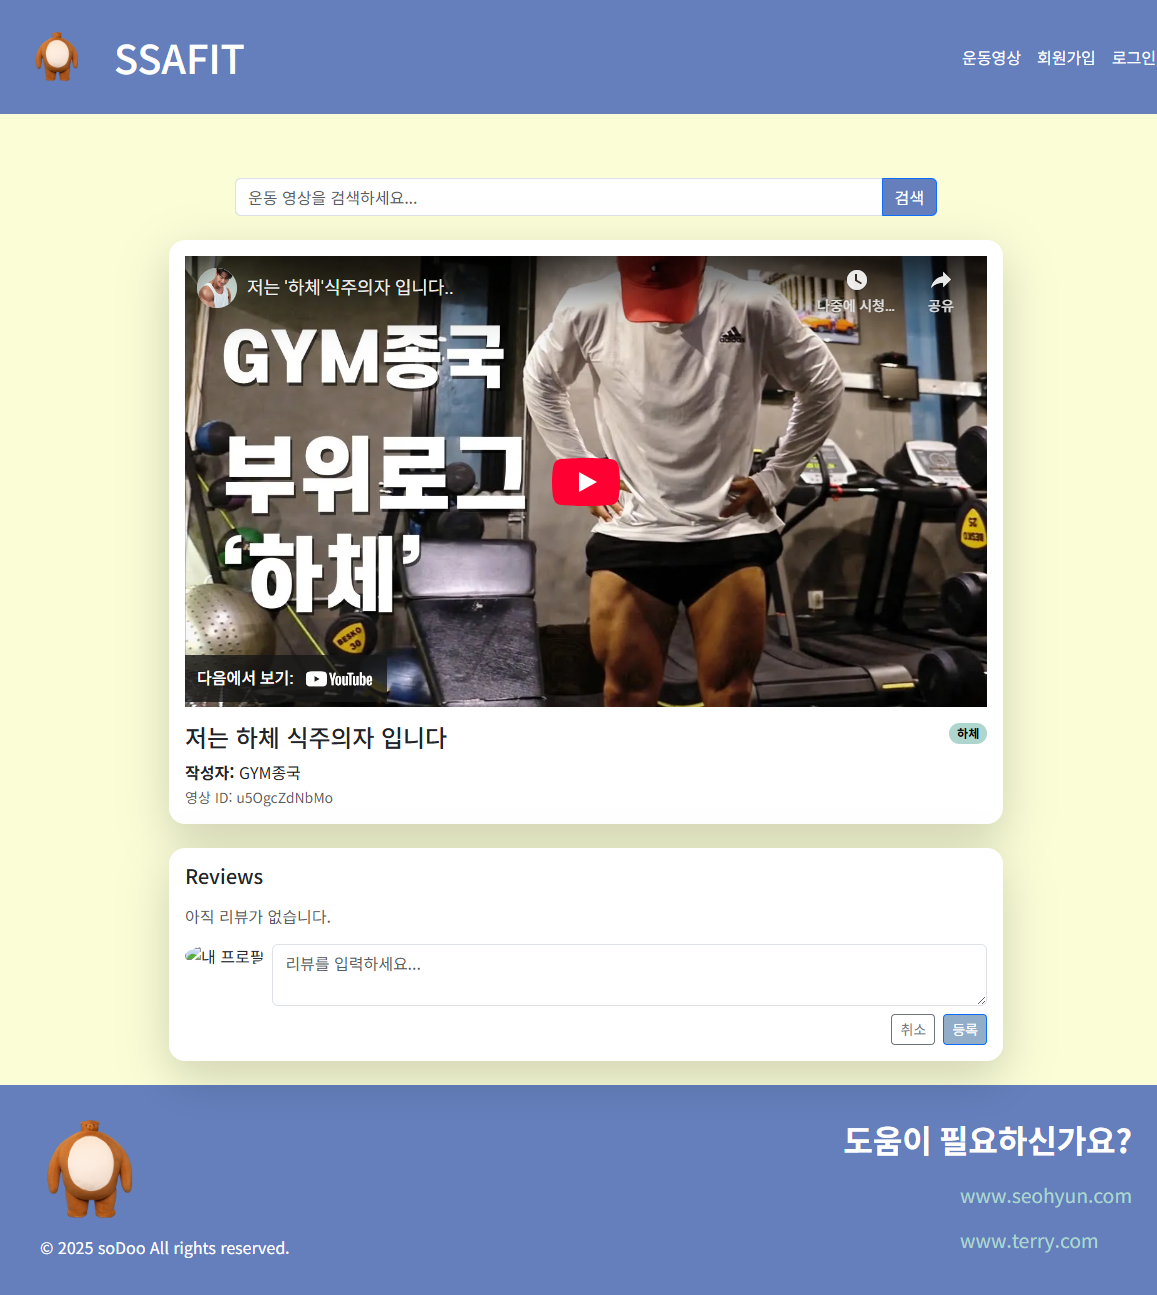 SSAFIT
운동영상 회원가입 로그인
운동 영상을 검색하세요... 검색
저는 '하체'식주의자 입니다..
나중에 시청... 공유
GYM종국
부위로그
‘하체’
BESKO
30
다음에서 보기: YouTube
저는 하체 식주의자 입니다 하체
작성자: GYM종국
영상 ID: u5OgcZdNbMo
Reviews
아직 리뷰가 없습니다.
내 프로필
리뷰를 입력하세요...
취소 등록
도움이 필요하신가요?
www.seohyun.com
www.terry.com
© 2025 soDoo All rights reserved.